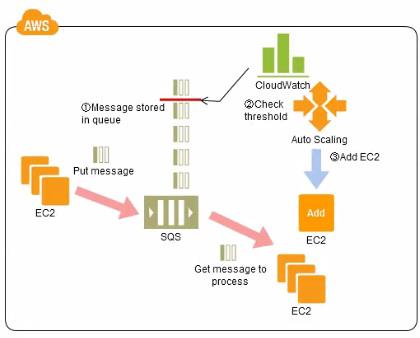 AWS
CloudWatch
①Message stored
in queue
②Check
threshold
Auto Scaling
③Add EC2
Put message
Add
EC2
EC2
SQS
Get message to
process
EC2